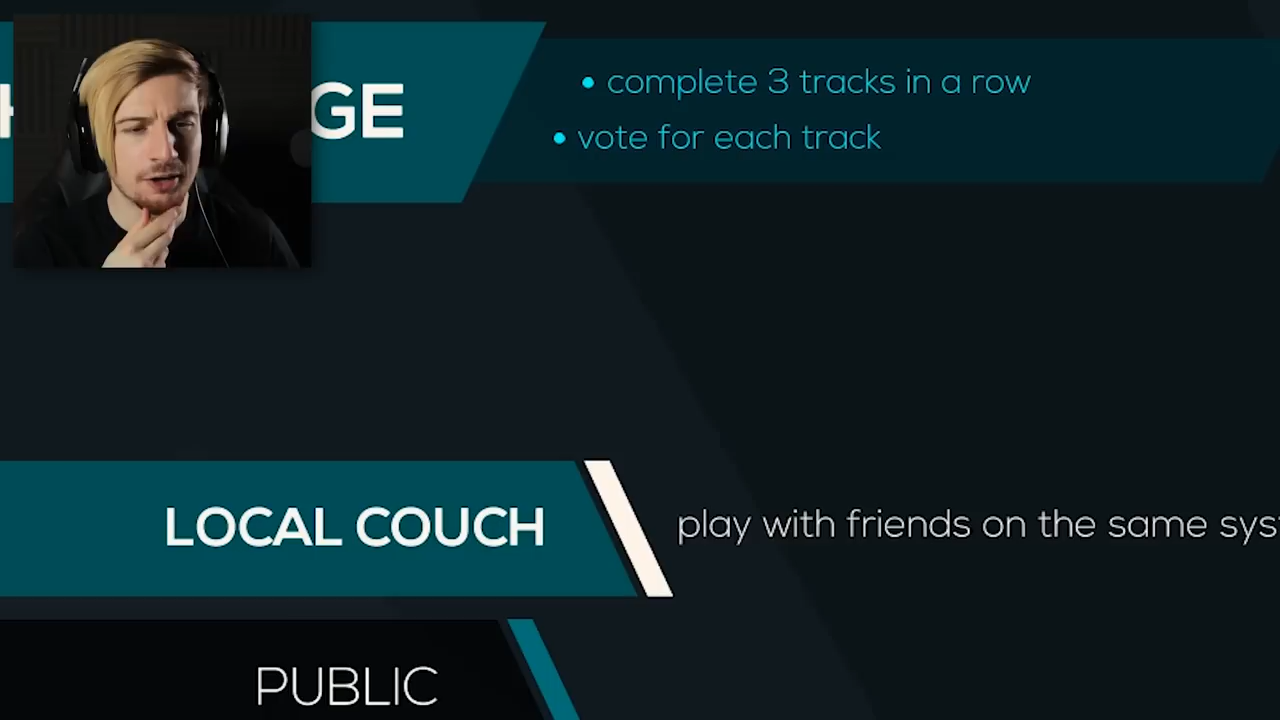 GE
• complete 3 tracks in a row
• vote for each track
LOCAL COUCH
play with friends on the same sys
PUBLIC